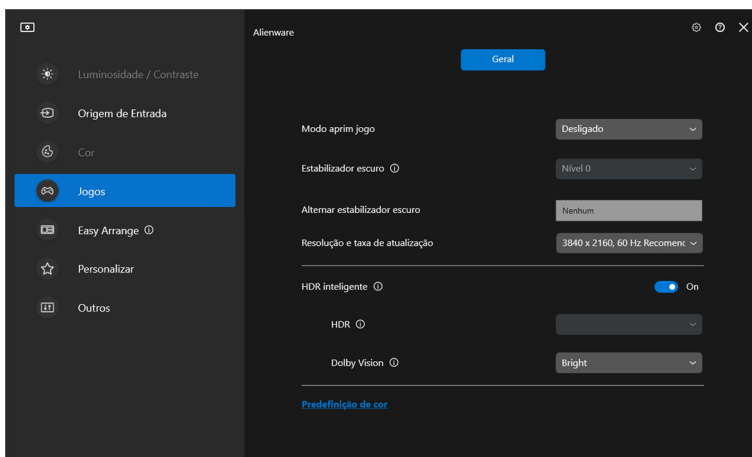 Alienware
Geral
Luminosidade / Contraste
Origem de Entrada
Cor
Jogos
Easy Arrange
Personalizar
Outros
Modo aprim jogo
Desligado
Estabilizador escuro
Nível 0
Alternar estabilizador escuro
Nenhum
Resolução e taxa de atualização
3840 x 2160, 60 Hz Recomenc
HDR inteligente
On
HDR
Dolby Vision
Bright
Predefinição de cor